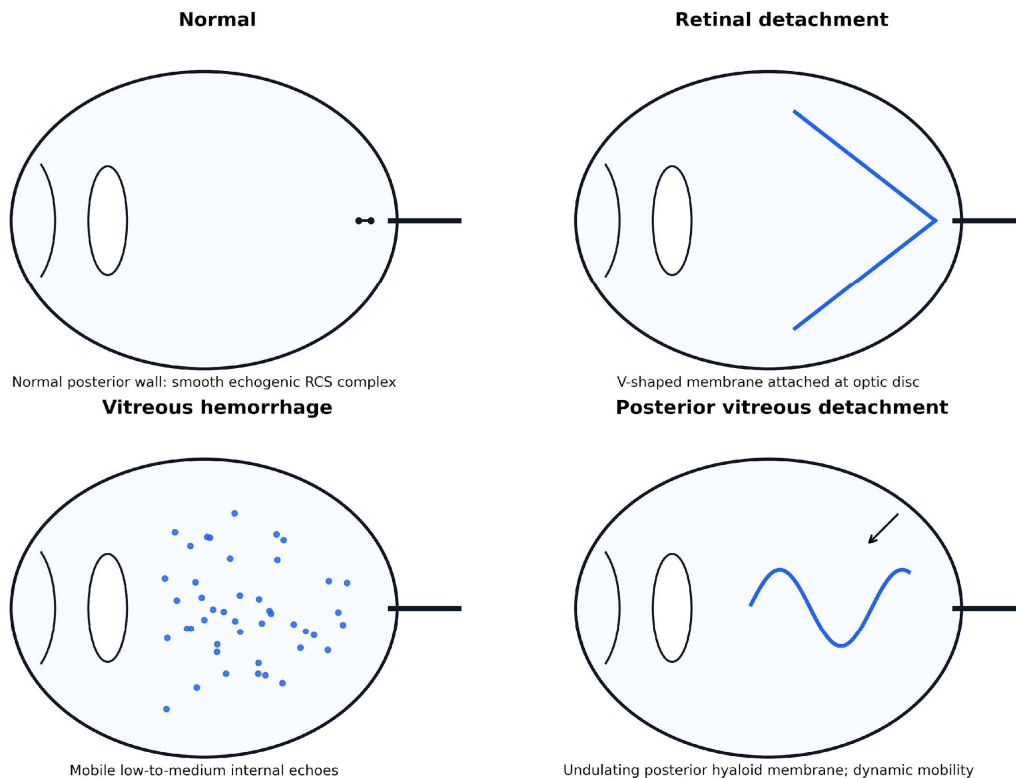 Normal
Retinal detachment
Normal posterior wall: smooth echogenic RCS complex
V-shaped membrane attached at optic disc
Vitreous hemorrhage
Posterior vitreous detachment
Mobile low-to-medium internal echoes
Undulating posterior hyaloid membrane; dynamic mobility